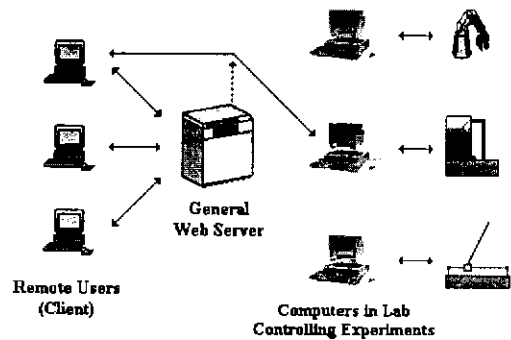 General
Web Server
Remote Users
(Client)
Computers in Lab
Controlling Experiments